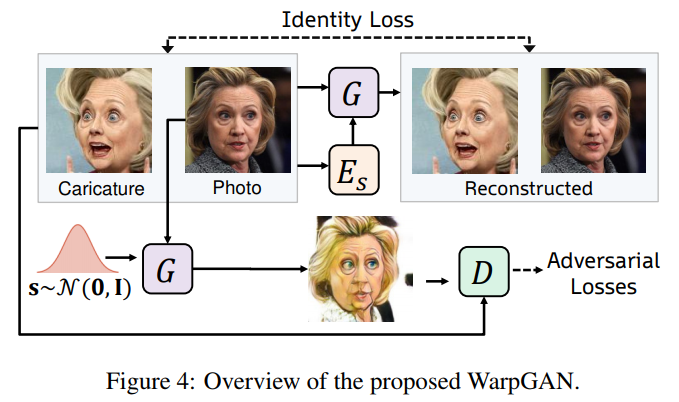 Identity Loss
G
E_S
Caricature
Photo
Reconstructed
s~𝒩(0, I)
G
D
Adversarial
Losses
Figure 4: Overview of the proposed WarpGAN.